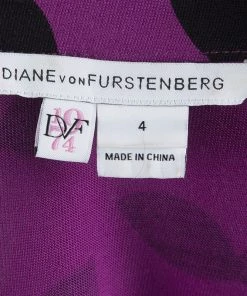 DIANE VON FURSTENBERG
19
DVF
74
4
MADE IN CHINA